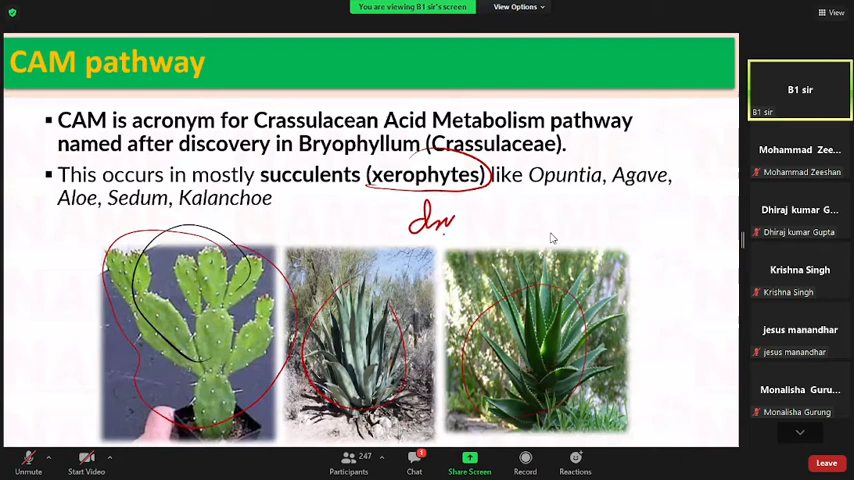 You are viewing B1 sir's screen
View Options
View
CAM pathway
▪ CAM is acronym for Crassulacean Acid Metabolism pathway
named after discovery in Bryophyllum (Crassulaceae).
▪ This occurs in mostly succulents (xerophytes) like Opuntia, Agave,
Aloe, Sedum, Kalanchoe
B1 sir
B1 sir
Mohammad Zee...
Mohammad Zeeshan
Dhiraj kumar G...
Dhiraj kumar Gupta
Krishna Singh
Krishna Singh
jesus manandhar
jesus manandhar
Monalisha Guru...
Monalisha Gurung
Unmute
Start Video
247
Participants
1
Chat
Share Screen
Record
Reactions
Leave